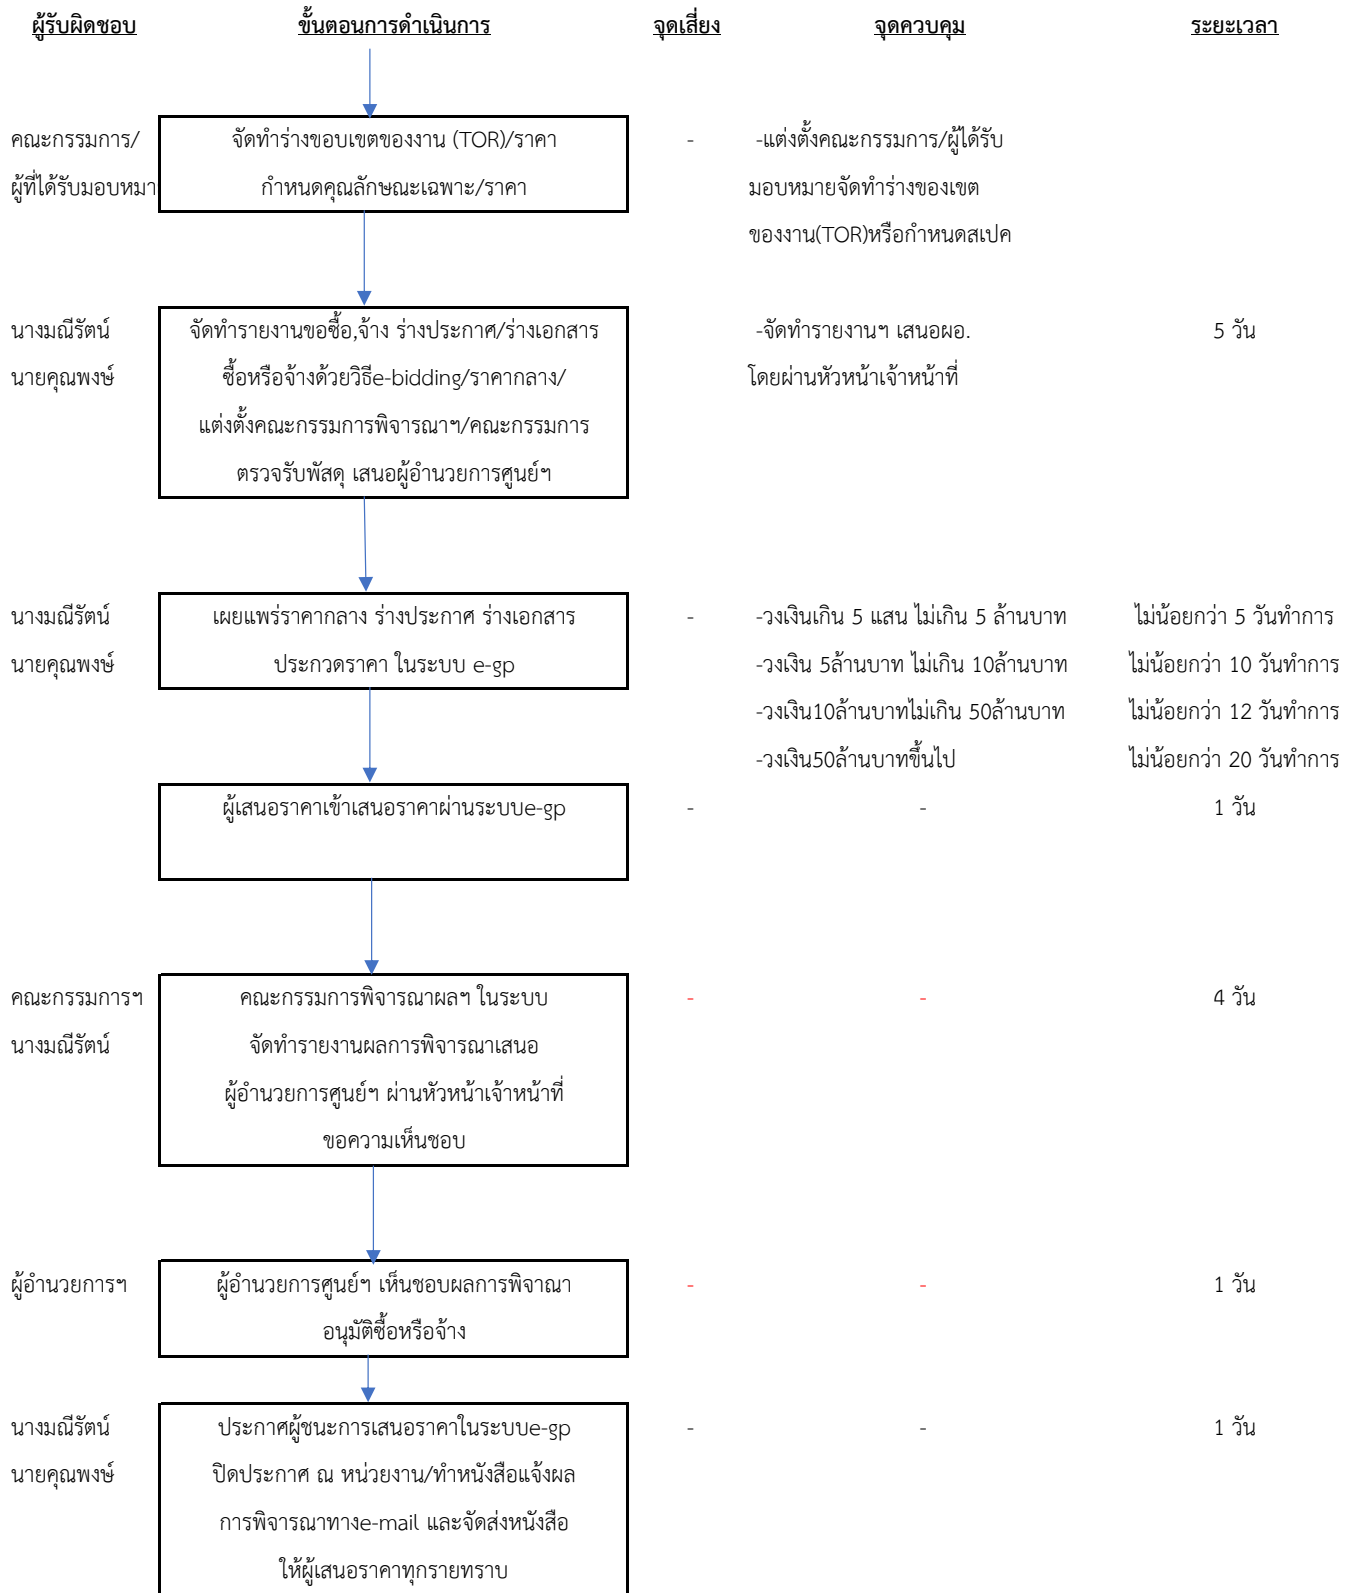 ผู้รับผิดชอบ ขั้นตอนการดำเนินการ จุดเสี่ยง จุดควบคุม ระยะเวลา
คณะกรรมการ/ จัดทำร่างขอบเขตของงาน (TOR)/ราคา - -แต่งตั้งคณะกรรมการ/ผู้ได้รับ
ผู้ที่ได้รับมอบหมา กำหนดคุณลักษณะเฉพาะ/ราคา มอบหมายจัดทำร่างของเขต
ของงาน(TOR)หรือกำหนดสเปค
นางมณีรัตน์ จัดทำรายงานขอซื้อ,จ้าง ร่างประกาศ/ร่างเอกสาร -จัดทำรายงานฯ เสนอผอ. 5 วัน
นายคุณพงษ์ ซื้อหรือจ้างด้วยวิธีe-bidding/ราคากลาง/ โดยผ่านหัวหน้าเจ้าหน้าที่
แต่งตั้งคณะกรรมการพิจารณาฯ/คณะกรรมการ
ตรวจรับพัสดุ เสนอผู้อำนวยการศูนย์ฯ
นางมณีรัตน์ เผยแพร่ราคากลาง ร่างประกาศ ร่างเอกสาร - -วงเงินเกิน 5 แสน ไม่เกิน 5 ล้านบาท ไม่น้อยกว่า 5 วันทำการ
นายคุณพงษ์ ประกวดราคา ในระบบ e-gp -วงเงิน 5ล้านบาท ไม่เกิน 10ล้านบาท ไม่น้อยกว่า 10 วันทำการ
-วงเงิน10ล้านบาทไม่เกิน 50ล้านบาท ไม่น้อยกว่า 12 วันทำการ
-วงเงิน50ล้านบาทขึ้นไป ไม่น้อยกว่า 20 วันทำการ
ผู้เสนอราคาเข้าเสนอราคาผ่านระบบe-gp - - 1 วัน
คณะกรรมการฯ คณะกรรมการพิจารณาผลฯ ในระบบ - - 4 วัน
นางมณีรัตน์ จัดทำรายงานผลการพิจารณาเสนอ
ผู้อำนวยการศูนย์ฯ ผ่านหัวหน้าเจ้าหน้าที่
ขอความเห็นชอบ
ผู้อำนวยการฯ ผู้อำนวยการศูนย์ฯ เห็นชอบผลการพิจาณา - - 1 วัน
อนุมัติซื้อหรือจ้าง
นางมณีรัตน์ ประกาศผู้ชนะการเสนอราคาในระบบe-gp - - 1 วัน
นายคุณพงษ์ ปิดประกาศ ณ หน่วยงาน/ทำหนังสือแจ้งผล
การพิจารณาทางe-mail และจัดส่งหนังสือ
ให้ผู้เสนอราคาทุกรายทราบ